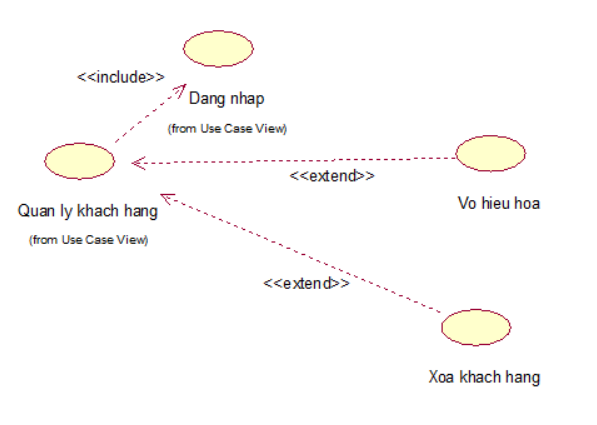 <<include>>
Dang nhap
(from Use Case View)
<<extend>>
Vo hieu hoa
Quan ly khach hang
(from Use Case View)
<<extend>>
Xoa khach hang